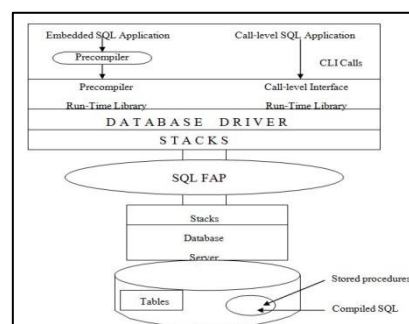 Embedded SQL Application Call-level SQL Application
Precompiler CLI Calls
Precompiler Call-level Interface
Run-Time Library Run-Time Library
DATABASE DRIVER
STACKS
SQL FAP
Stacks
Database
Server
Stored procedures
Tables
Compiled SQL